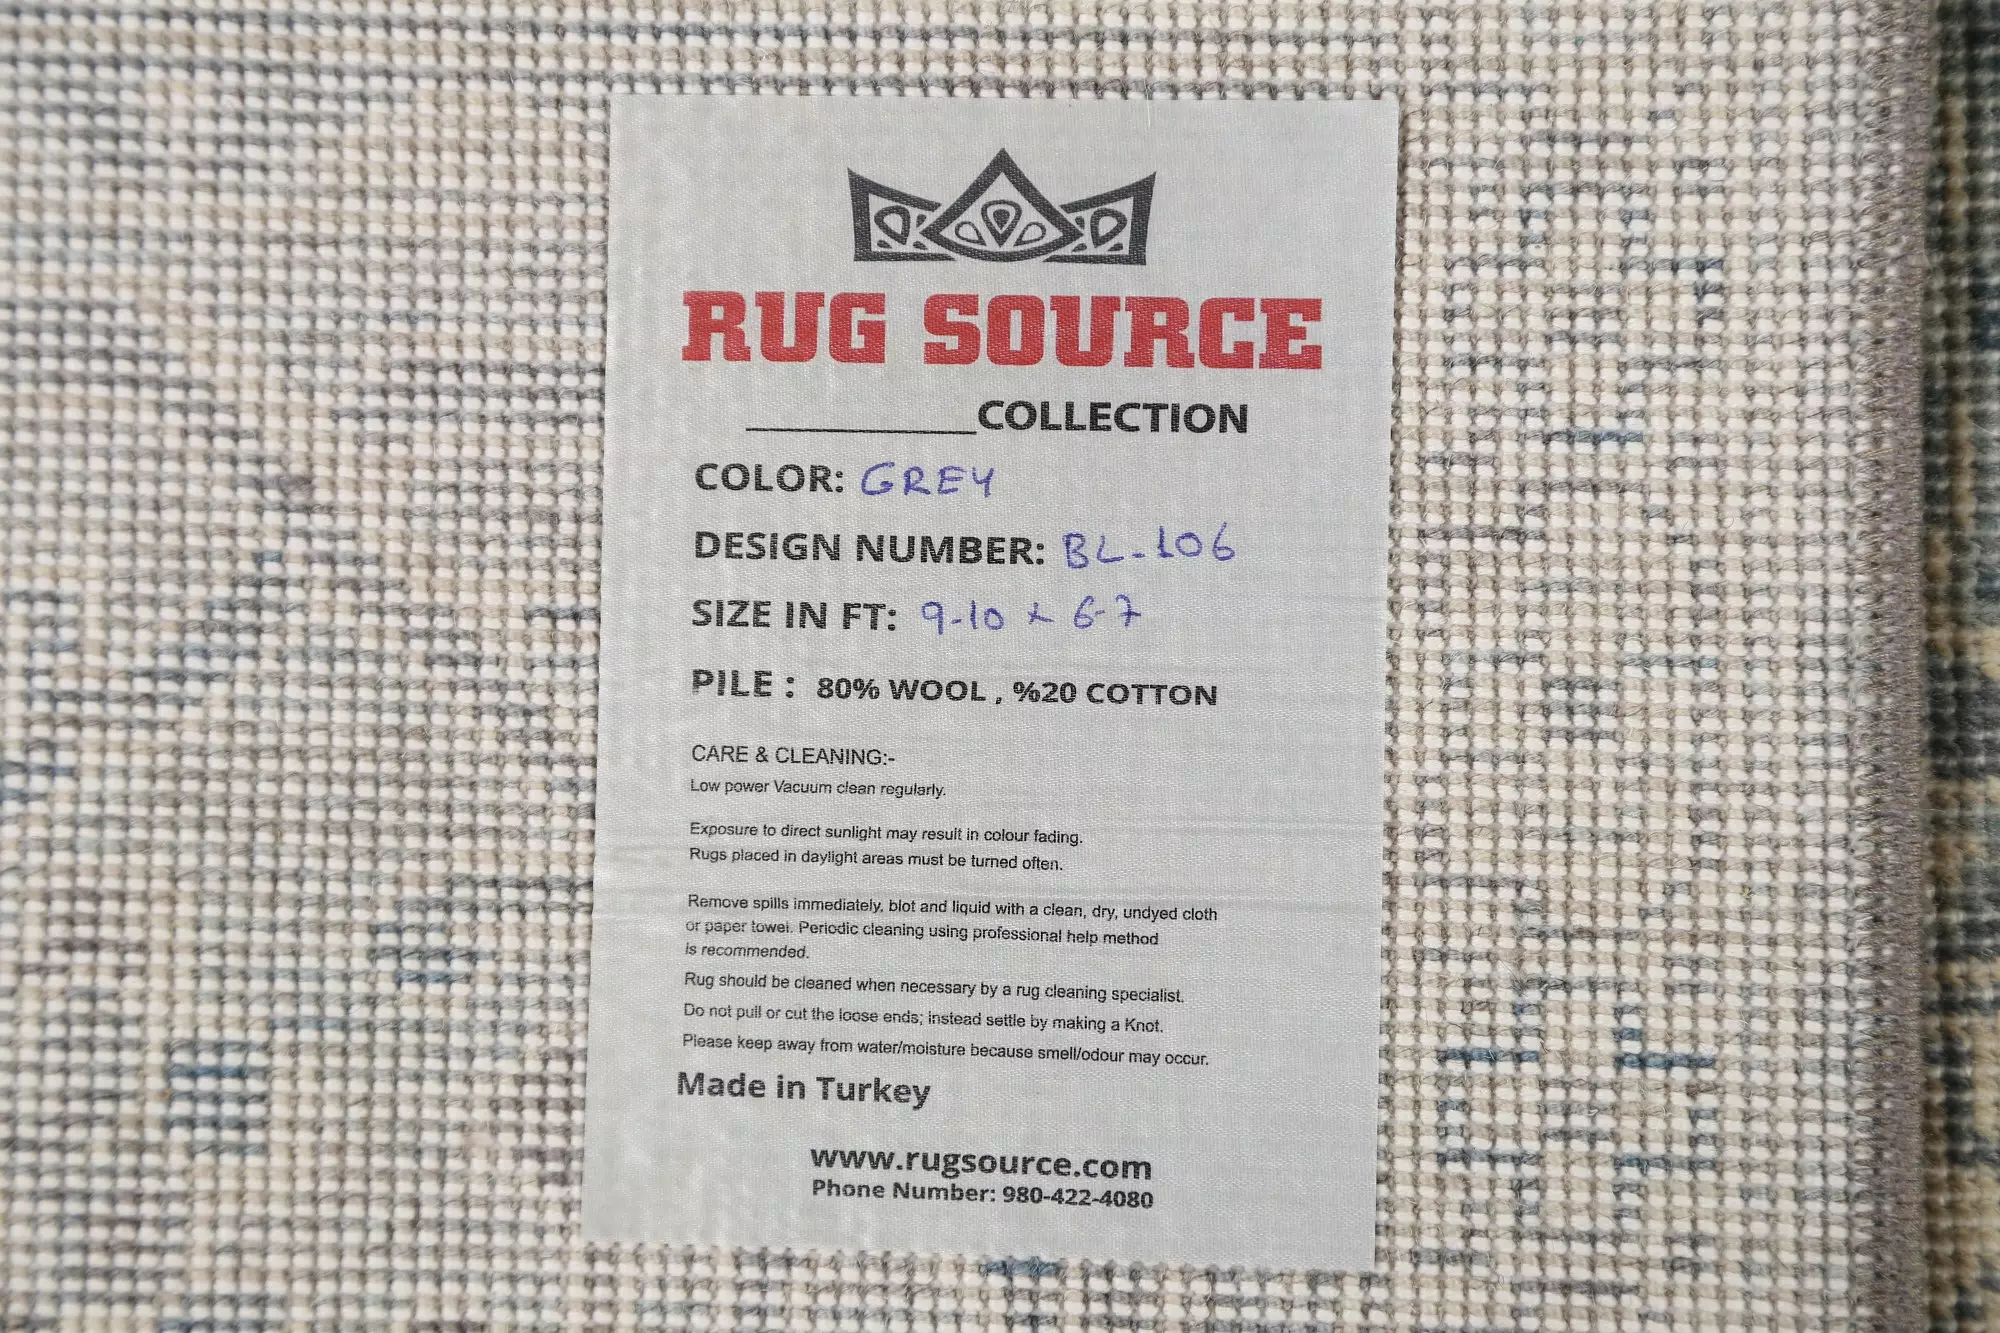 RUG SOURCE
__________COLLECTION
COLOR: GREY
DESIGN NUMBER: BL-106
SIZE IN FT: 9-10 x 6-7
PILE : 80% WOOL , %20 COTTON
CARE & CLEANING:-
Low power Vacuum clean regularly.
Exposure to direct sunlight may result in colour fading.
Rugs placed in daylight areas must be turned often.
Remove spills immediately, blot and liquid with a clean, dry, undyed cloth
or paper towel. Periodic cleaning using professional help method
is recommended.
Rug should be cleaned when necessary by a rug cleaning specialist.
Do not pull or cut the loose ends; instead settle by making a Knot.
Please keep away from water/moisture because smell/odour may occur.
Made in Turkey
www.rugsource.com
Phone Number: 980-422-4080